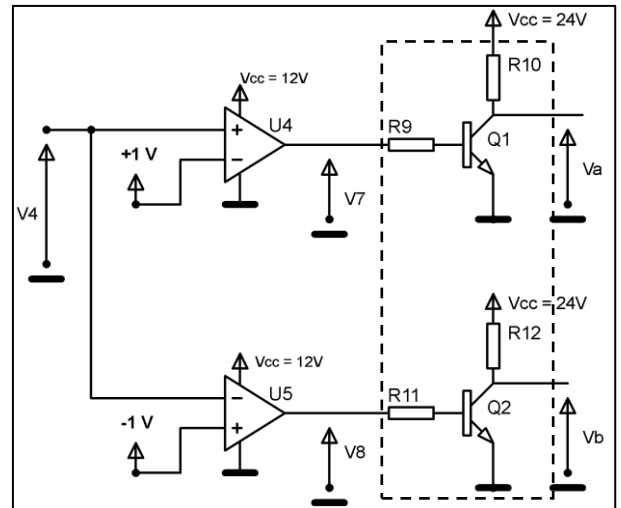 Vcc = 24V
R10
Vcc = 12V
U4
+
−
R9
Q1
+1 V
V4
V7
Va
Vcc = 24V
R12
Vcc = 12V
U5
−
+
R11
Q2
-1 V
V8
Vb